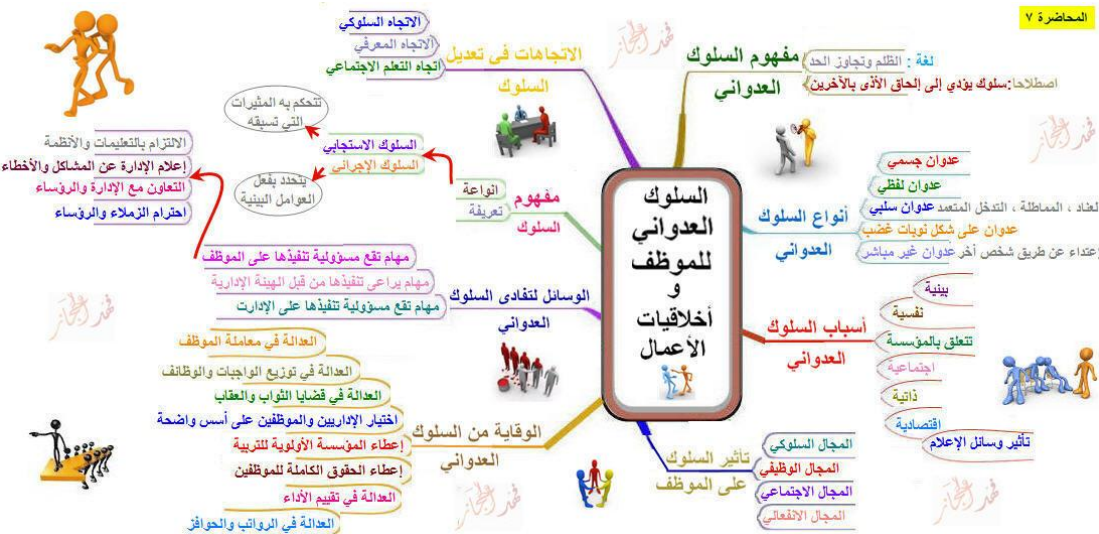 المحاضرة ٧
السلوك
العدواني
للموظف
و
أخلاقيات
الأعمال
مفهوم السلوك
العدواني
لغة : الظلم وتجاوز الحد
اصطلاحا:سلوك يؤدي إلى إلحاق الأذى بالآخرين
أنواع السلوك
العدواني
عدوان جسمي
عدوان لفظي
العناد ، المماطلة ، التدخل المتعمد عدوان سلبي
عدوان على شكل نوبات غضب
إعتداء عن طريق شخص أخر عدوان غير مباشر
أسباب السلوك
العدواني
بيئية
نفسية
تتعلق بالمؤسسة
اجتماعية
ذاتية
اقتصادية
تأثير وسائل الإعلام
تأثير السلوك
على الموظف
المجال السلوكي
المجال الوظيفي
المجال الاجتماعي
المجال الانفعالي
الاتجاهات في تعديل
السلوك
الاتجاه السلوكي
الاتجاه المعرفي
اتجاه التعلم الاجتماعي
مفهوم
السلوك
انواعة
تعريفة
السلوك الاستجابي
السلوك الإجرائي
تتحكم به المثيرات
التي تسبقه
يتحدد بفعل
العوامل البيئية
الوسائل لتفادى السلوك
العدواني
مهام تقع مسؤولية تنفيذها على الموظف
مهام يراعى تنفيذها من قبل الهيئة الإدارية
مهام تقع مسؤولية تنفيذها على الإدارت
الالتزام بالتعليمات والأنظمة
إعلام الإدارة عن المشاكل والأخطاء
التعاون مع الإدارة والرؤساء
احترام الزملاء والرؤساء
الوقاية من السلوك
العدواني
العدالة في معاملة الموظف
العدالة في توزيع الواجبات والوظائف
العدالة في قضايا الثواب والعقاب
اختيار الإداريين والموظفين على أسس واضحة
إعطاء المؤسسة الأولوية للتربية
إعطاء الحقوق الكاملة للموظفين
العدالة في تقييم الأداء
العدالة في الرواتب والحوافز